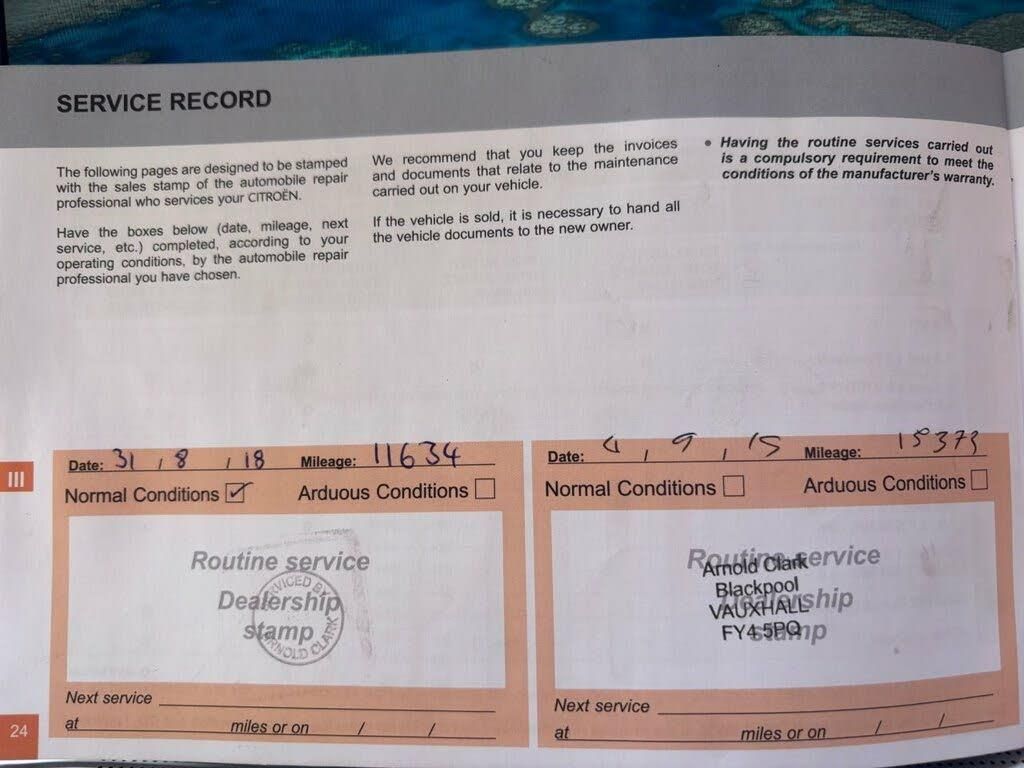 SERVICE RECORD
The following pages are designed to be stamped
with the sales stamp of the automobile repair
professional who services your CITROËN.
Have the boxes below (date, mileage, next
service, etc.) completed, according to your
operating conditions, by the automobile repair
professional you have chosen.
We recommend that you keep the invoices
and documents that relate to the maintenance
carried out on your vehicle.
If the vehicle is sold, it is necessary to hand all
the vehicle documents to the new owner.
• Having the routine services carried out
is a compulsory requirement to meet the
conditions of the manufacturer's warranty.
III
Date: 31 / 8 / 18 Mileage: 11634
Normal Conditions ✓ Arduous Conditions
Routine service
Dealership
stamp
SERVICED BY
ARNOLD CLARK
Next service
at miles or on / /
Date: 4 / 9 / 15 Mileage: 15373
Normal Conditions Arduous Conditions
Routine service
Dealership
stamp
Arnold Clark
Blackpool
VAUXHALL
FY4 5PQ
Next service
at miles or on / /
24